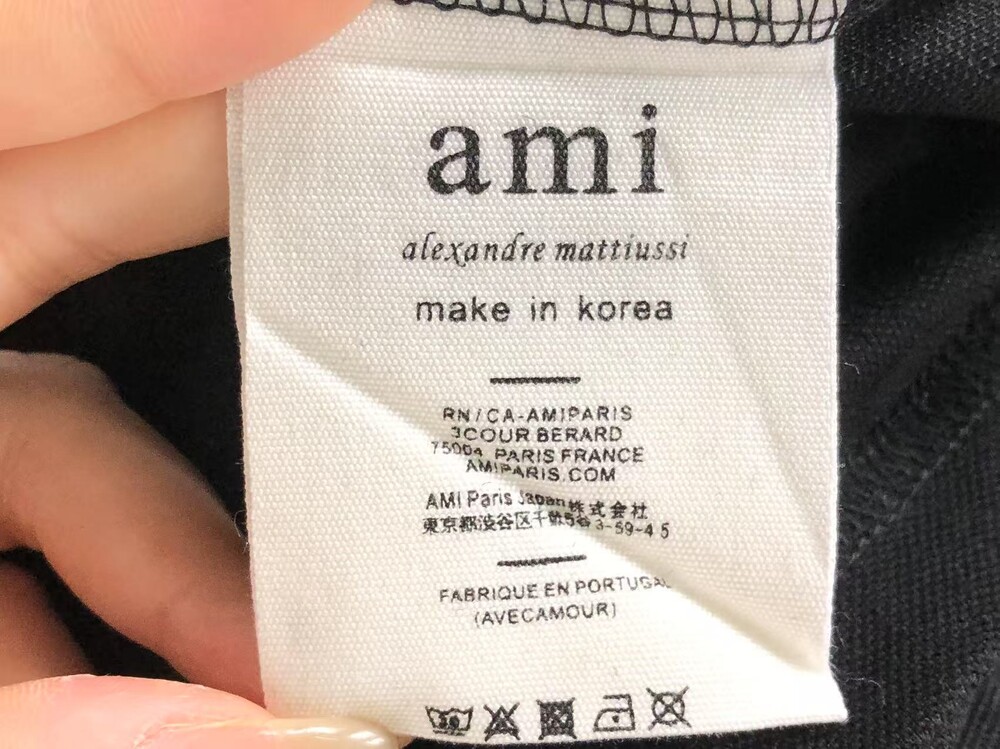 ami
alexandre mattiussi
make in korea
RN/CA-AMIPARIS
3COUR BERARD
75004 PARIS FRANCE
AMIPARIS.COM
AMI Paris Japan株式会社
東京都渋谷区千駄5谷 3-59-4 5
FABRIQUE EN PORTUGAL
(AVECAMOUR)
30